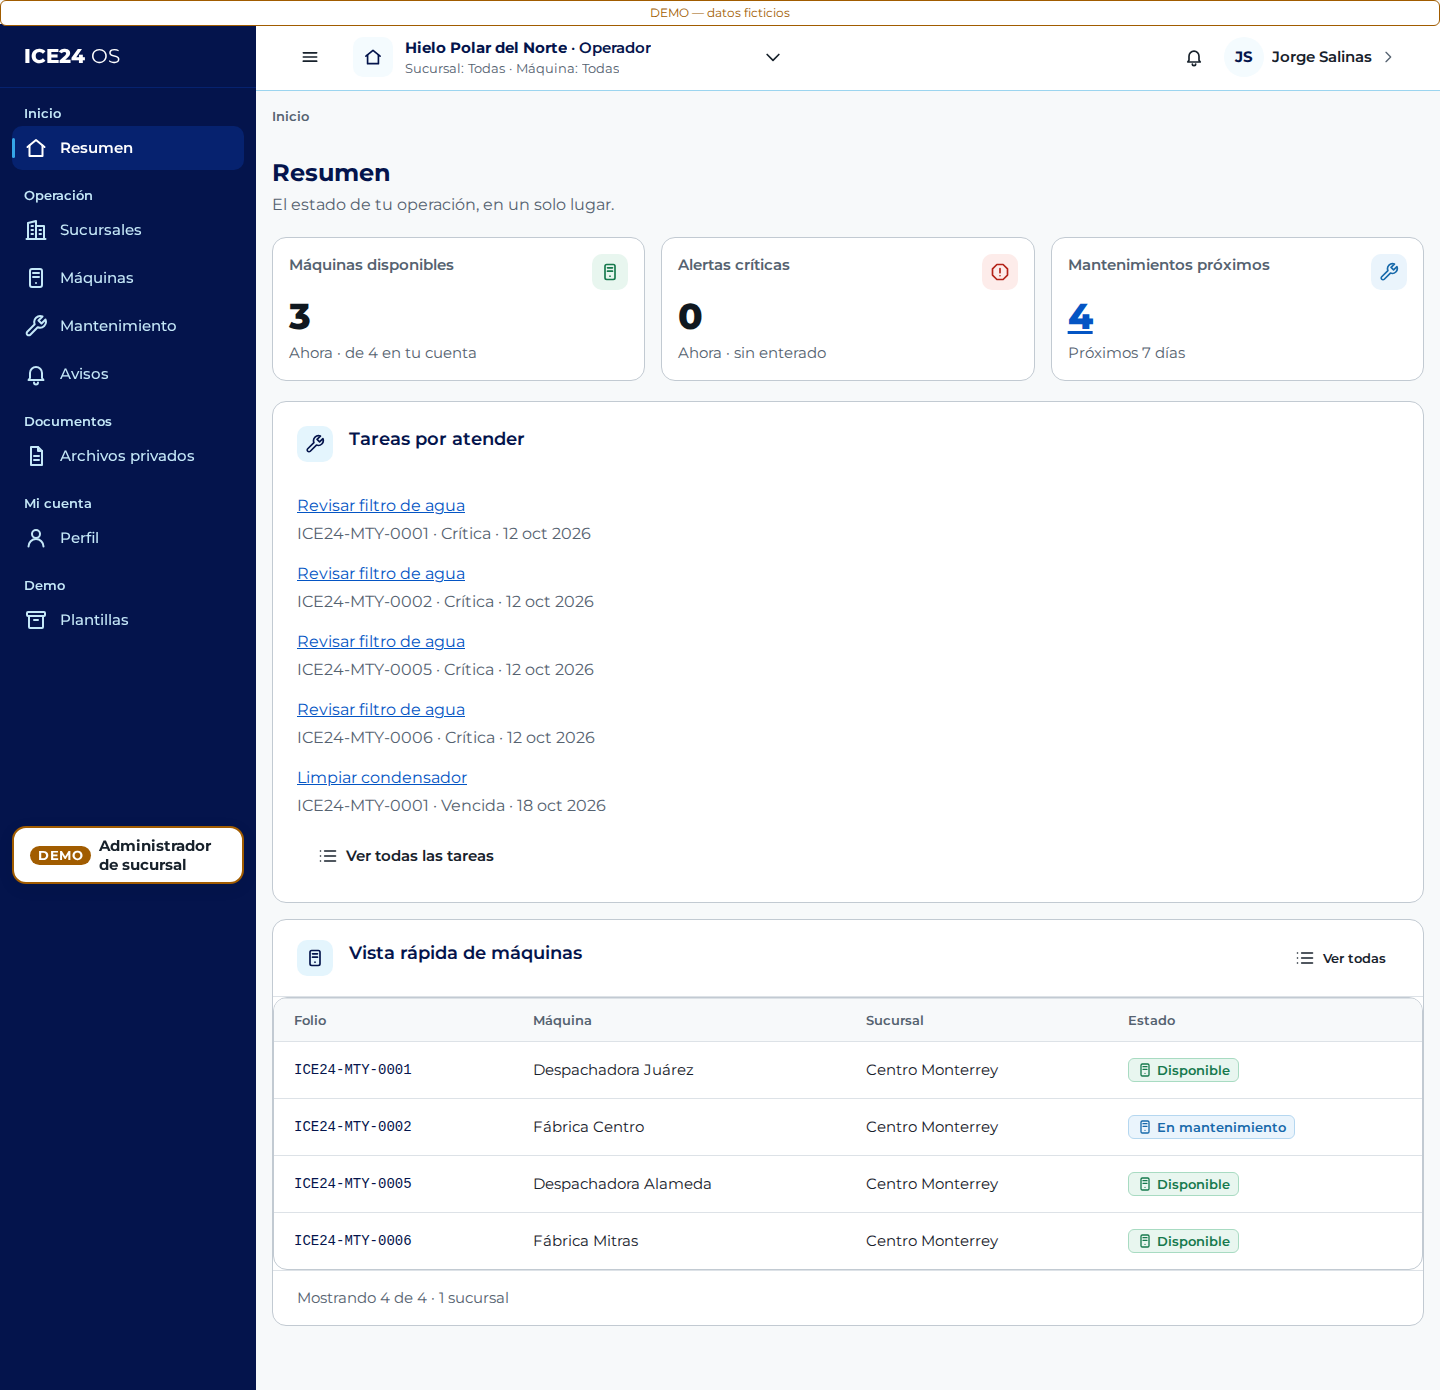 DEMO — datos ficticios
ICE24 OS
Inicio
Resumen
Operación
Sucursales
Máquinas
Mantenimiento
Avisos
Documentos
Archivos privados
Mi cuenta
Perfil
Demo
Plantillas
DEMO Administrador
de sucursal
Hielo Polar del Norte · Operador
Sucursal: Todas · Máquina: Todas
JS Jorge Salinas
Inicio
Resumen
El estado de tu operación, en un solo lugar.
Máquinas disponibles
3
Ahora · de 4 en tu cuenta
Alertas críticas
0
Ahora · sin enterado
Mantenimientos próximos
4
Próximos 7 días
Tareas por atender
Revisar filtro de agua
ICE24-MTY-0001 · Crítica · 12 oct 2026
Revisar filtro de agua
ICE24-MTY-0002 · Crítica · 12 oct 2026
Revisar filtro de agua
ICE24-MTY-0005 · Crítica · 12 oct 2026
Revisar filtro de agua
ICE24-MTY-0006 · Crítica · 12 oct 2026
Limpiar condensador
ICE24-MTY-0001 · Vencida · 18 oct 2026
Ver todas las tareas
Vista rápida de máquinas
Ver todas
Folio Máquina Sucursal Estado
ICE24-MTY-0001 Despachadora Juárez Centro Monterrey Disponible
ICE24-MTY-0002 Fábrica Centro Centro Monterrey En mantenimiento
ICE24-MTY-0005 Despachadora Alameda Centro Monterrey Disponible
ICE24-MTY-0006 Fábrica Mitras Centro Monterrey Disponible
Mostrando 4 de 4 · 1 sucursal